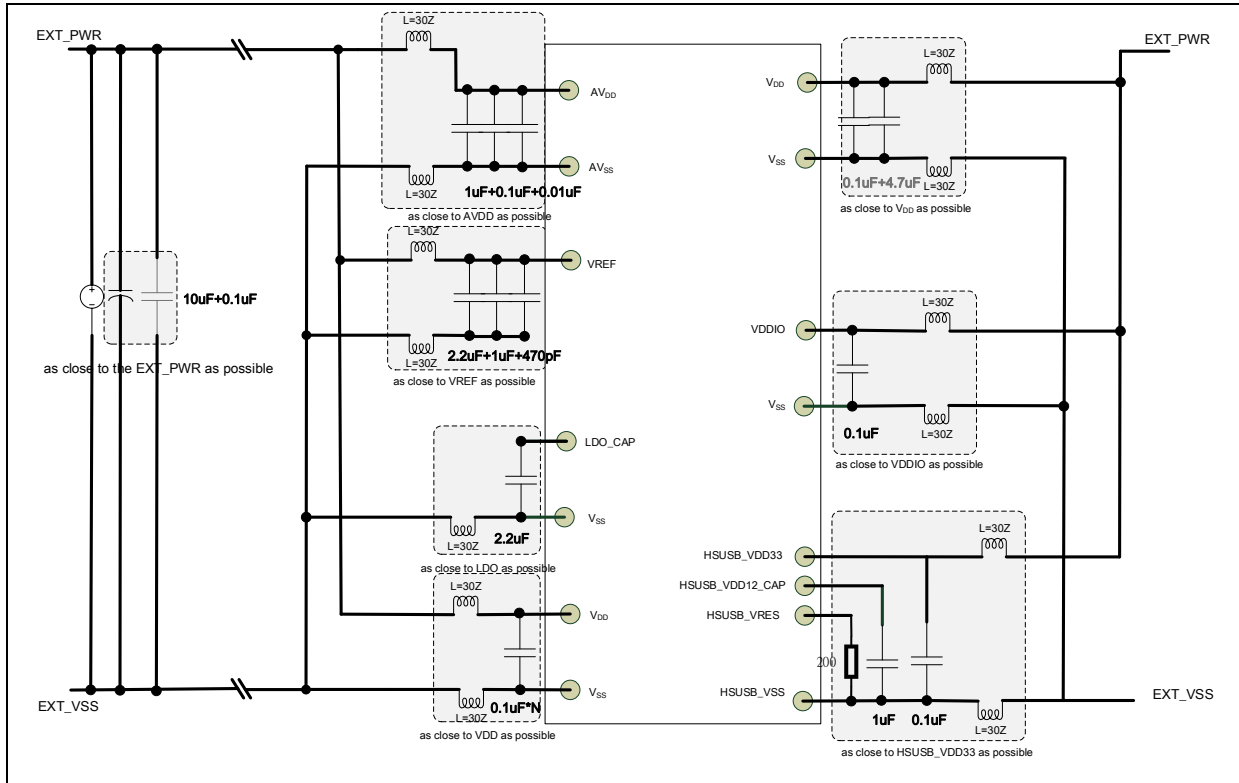 EXT_PWR
L=30Z
AVDD
AVSS
L=30Z
1uF+0.1uF+0.01uF
as close to AVDD as possible
L=30Z
VREF
L=30Z
2.2uF+1uF+470pF
as close to VREF as possible
10uF+0.1uF
as close to the EXT_PWR as possible
LDO_CAP
VSS
L=30Z
2.2uF
as close to LDO as possible
L=30Z
VDD
VSS
L=30Z
0.1uF*N
as close to VDD as possible
EXT_VSS
EXT_PWR
L=30Z
VDD
VSS
0.1uF+4.7uF
L=30Z
as close to VDD as possible
L=30Z
VDDIO
VSS
0.1uF
L=30Z
as close to VDDIO as possible
L=30Z
HSUSB_VDD33
HSUSB_VDD12_CAP
HSUSB_VRES
200
HSUSB_VSS
1uF
0.1uF
L=30Z
as close to HSUSB_VDD33 as possible
EXT_VSS